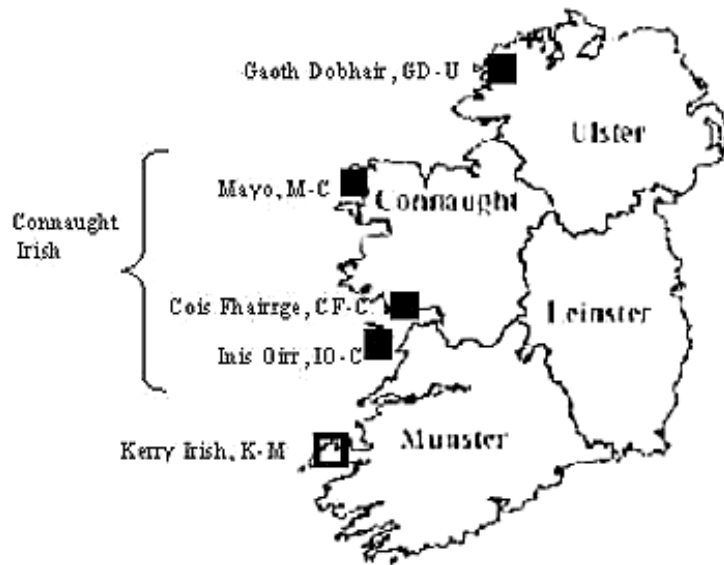 Gaoth Dobhair, GD-U
Ulster
Mayo, M-C
Connaught
Connaught
Irish
Cois Fhairrge, CF-C
Leinster
Inis Oirr, IO-C
Munster
Kerry Irish, K-M